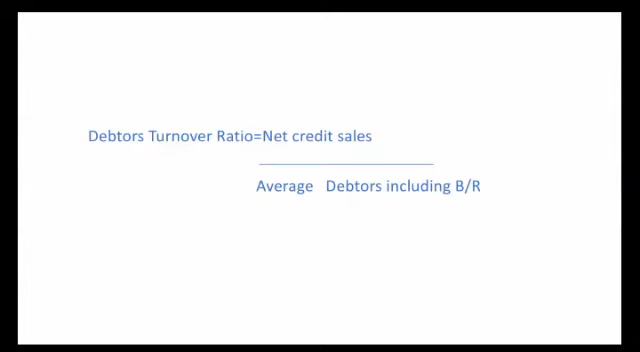 Debtors Turnover Ratio=Net credit sales
Average Debtors including B/R